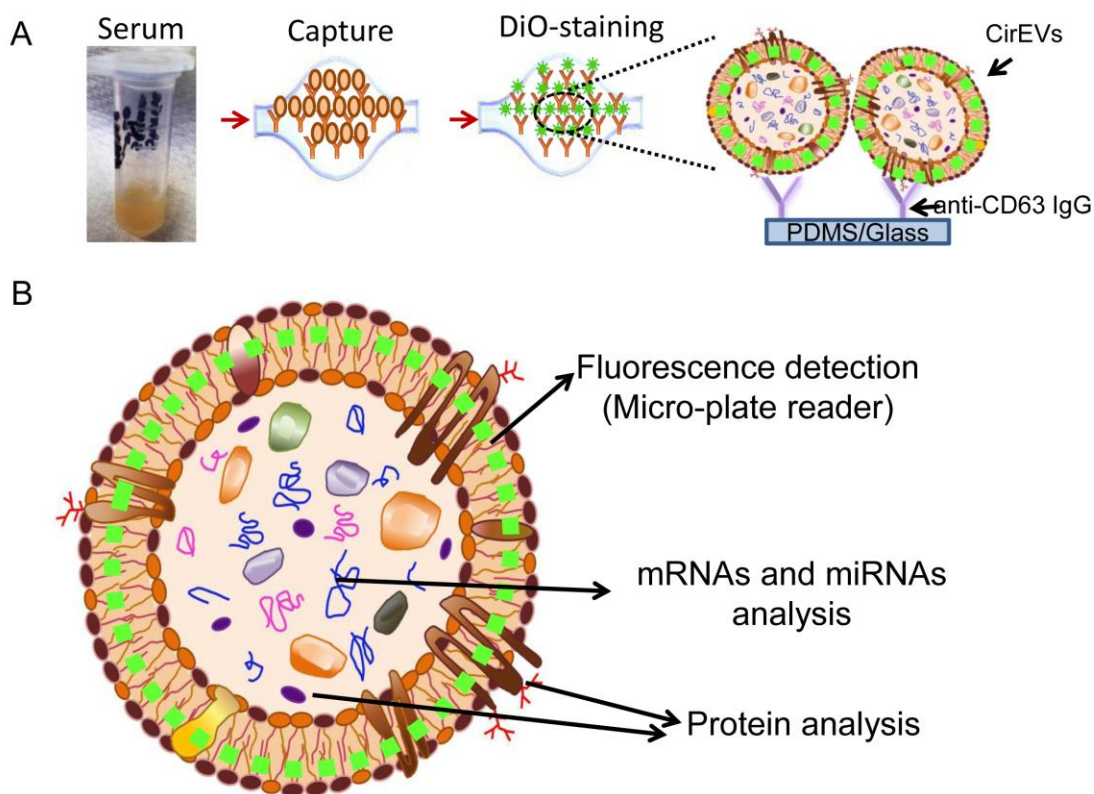 A
Serum
Capture
DiO-staining
CirEVs
anti-CD63 IgG
PDMS/Glass
B
Fluorescence detection
(Micro-plate reader)
mRNAs and miRNAs
analysis
Protein analysis